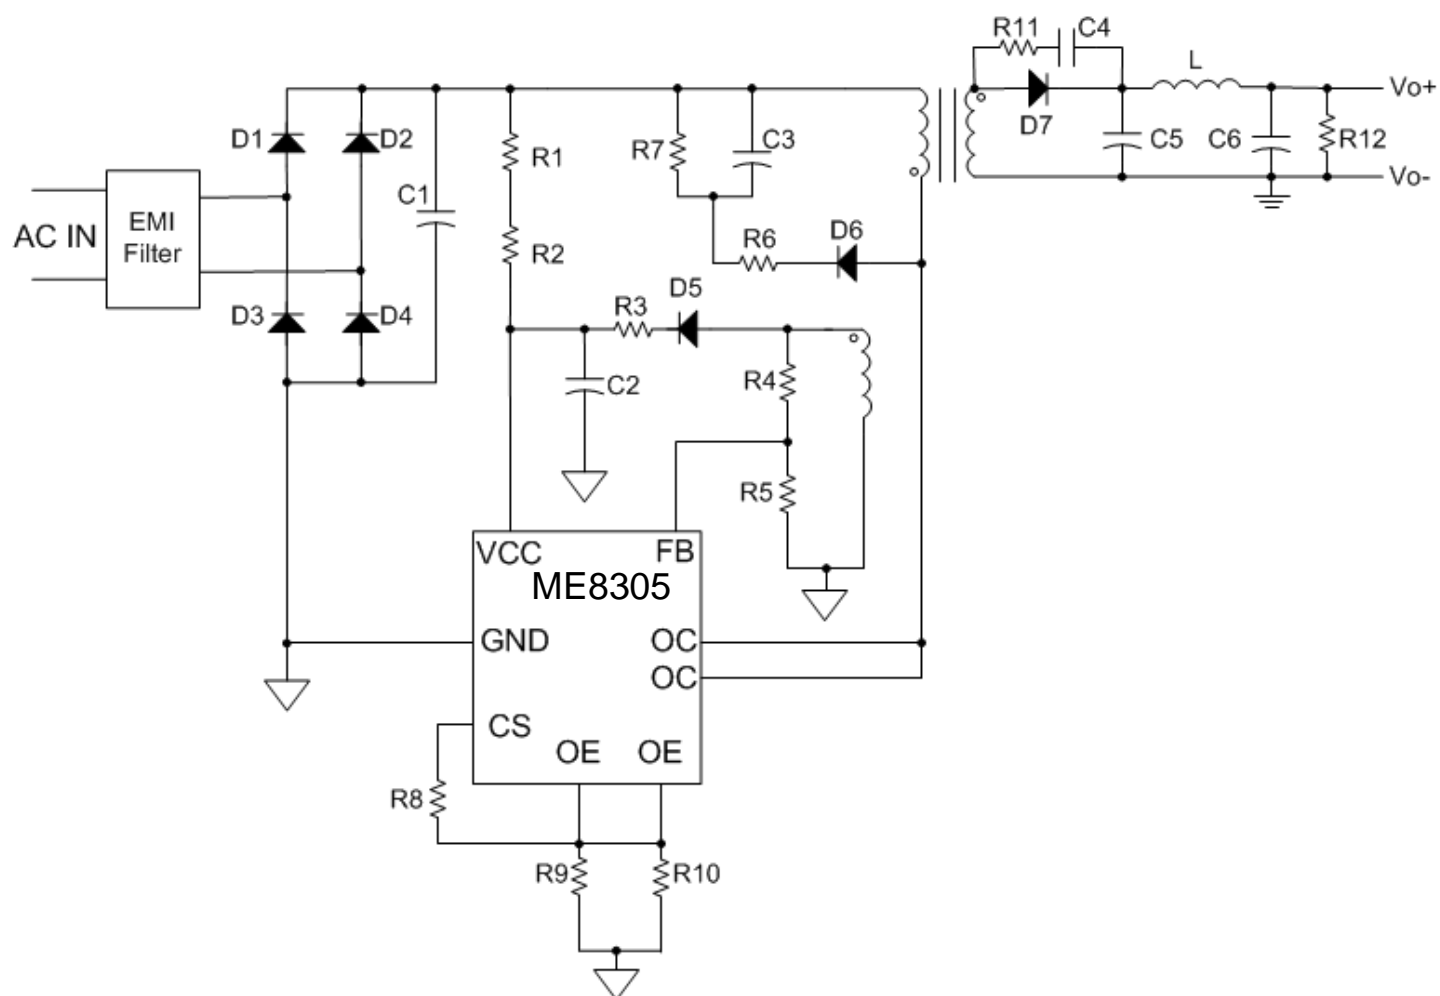 R11
C4
L
Vo+
D7
C5
C6
R12
Vo-
D1
D2
R1
R7
C3
AC IN
EMI
Filter
C1
R2
R6
D6
D3
D4
R3
D5
C2
R4
R5
VCC
FB
ME8305
GND
OC
OC
CS
OE
OE
R8
R9
R10